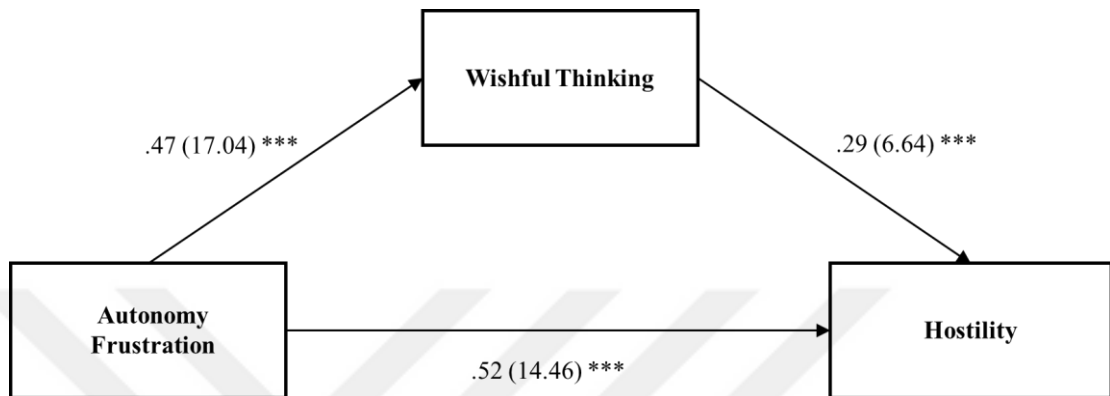 Wishful Thinking
.47 (17.04) ***
.29 (6.64) ***
Autonomy
Frustration
Hostility
.52 (14.46) ***